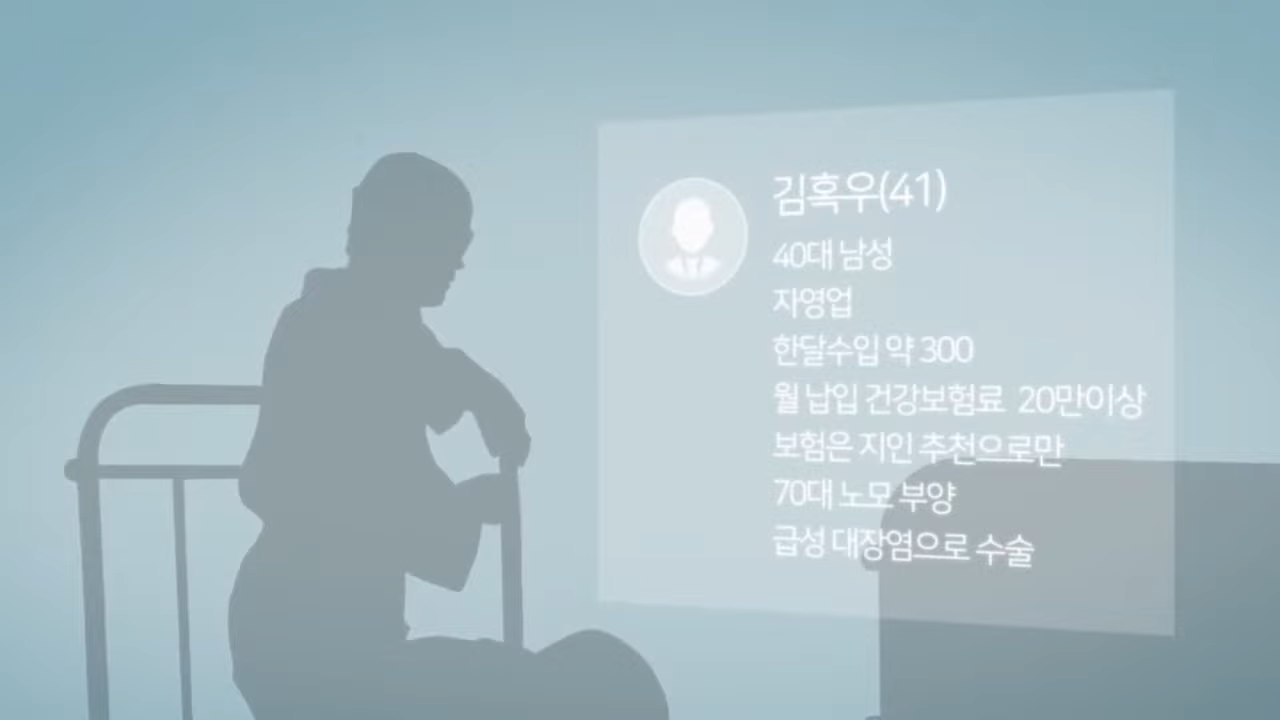 김혹우(41)
40대 남성
자영업
한달수입 약 300
월 납입 건강보험료 20만이상
보험은 지인 추천으로만
70대 노모 부양
급성 대장염으로 수술